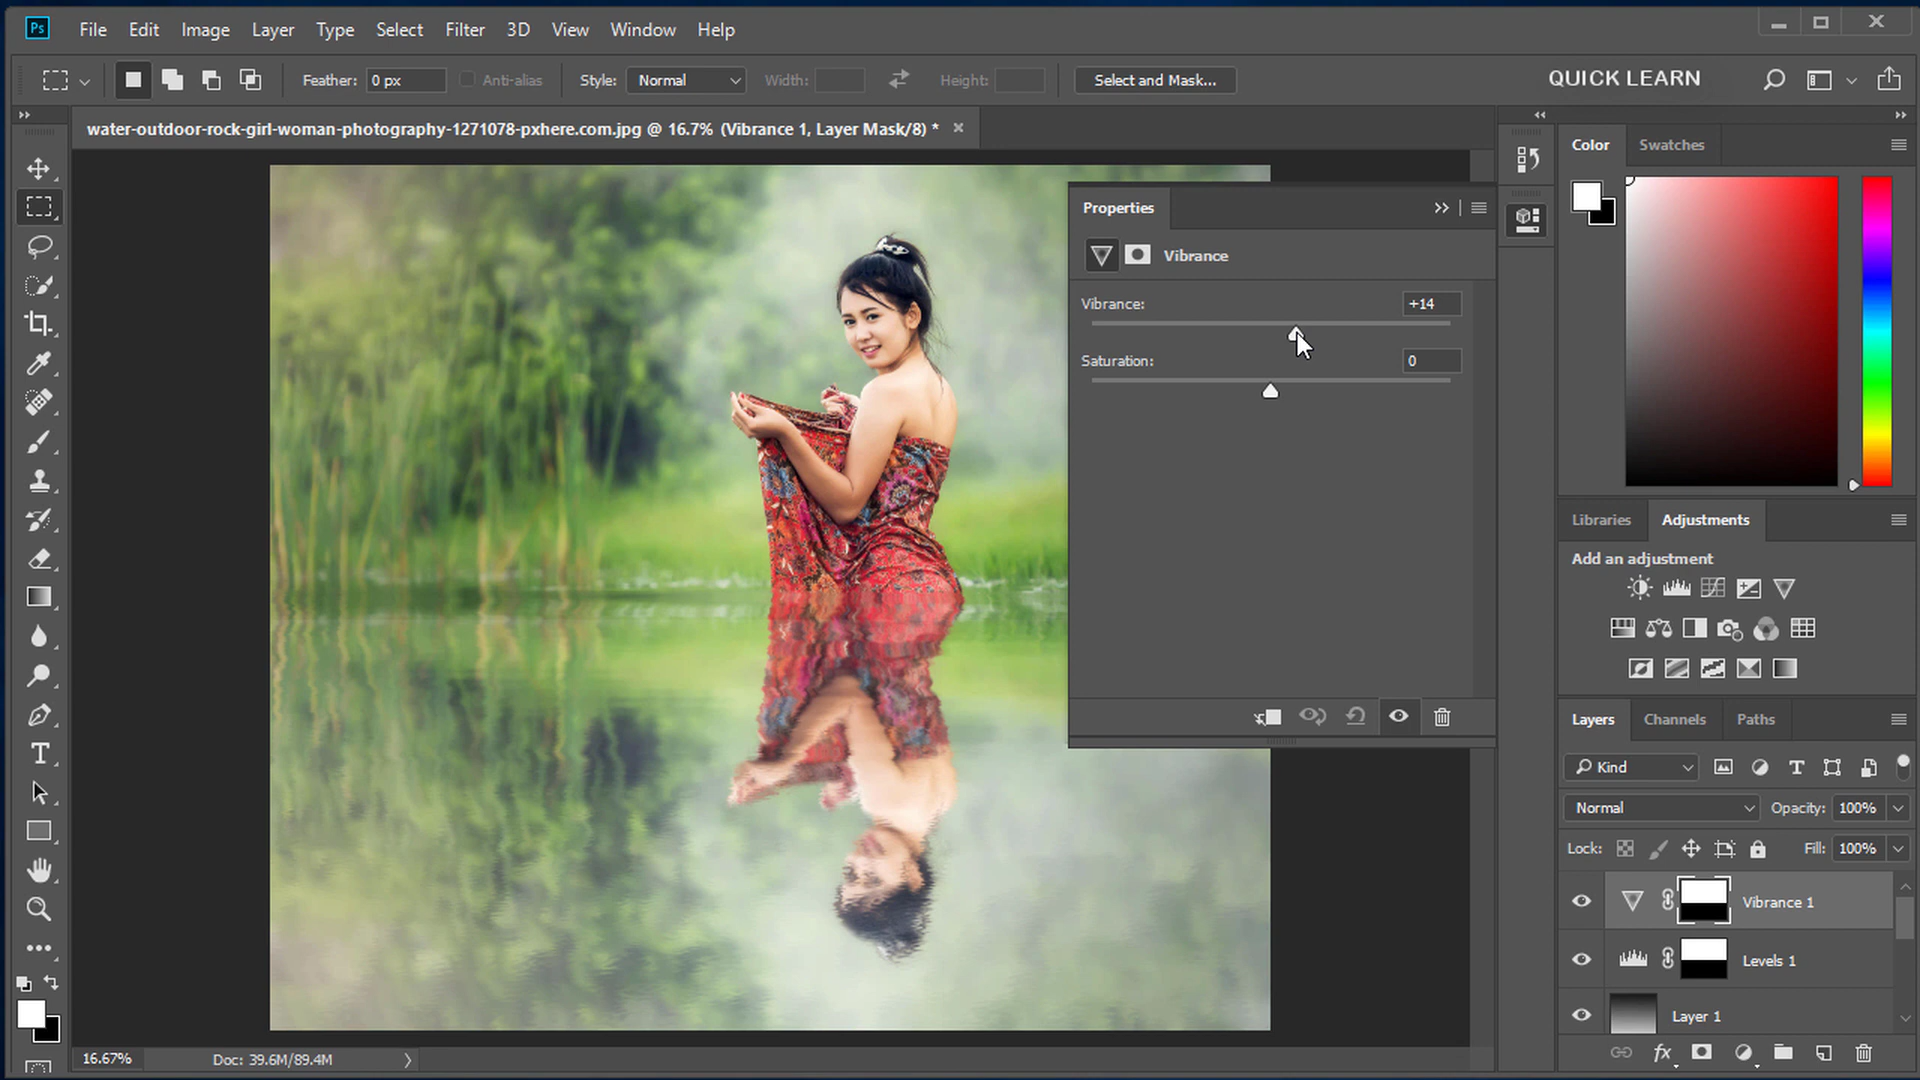 Ps File Edit Image Layer Type Select Filter 3D View Window Help
Feather: 0 px Anti-alias Style: Normal Width: Height: Select and Mask... QUICK LEARN
water-outdoor-rock-girl-woman-photography-1271078-pxhere.com.jpg @ 16.7% (Vibrance 1, Layer Mask/8) *
Color Swatches
Properties
Vibrance
Vibrance: +14
Saturation: 0
Libraries Adjustments
Add an adjustment
Layers Channels Paths
Kind
Normal Opacity: 100%
Lock: Fill: 100%
Vibrance 1
Levels 1
Layer 1
fx
16.67% Doc: 39.6M/89.4M